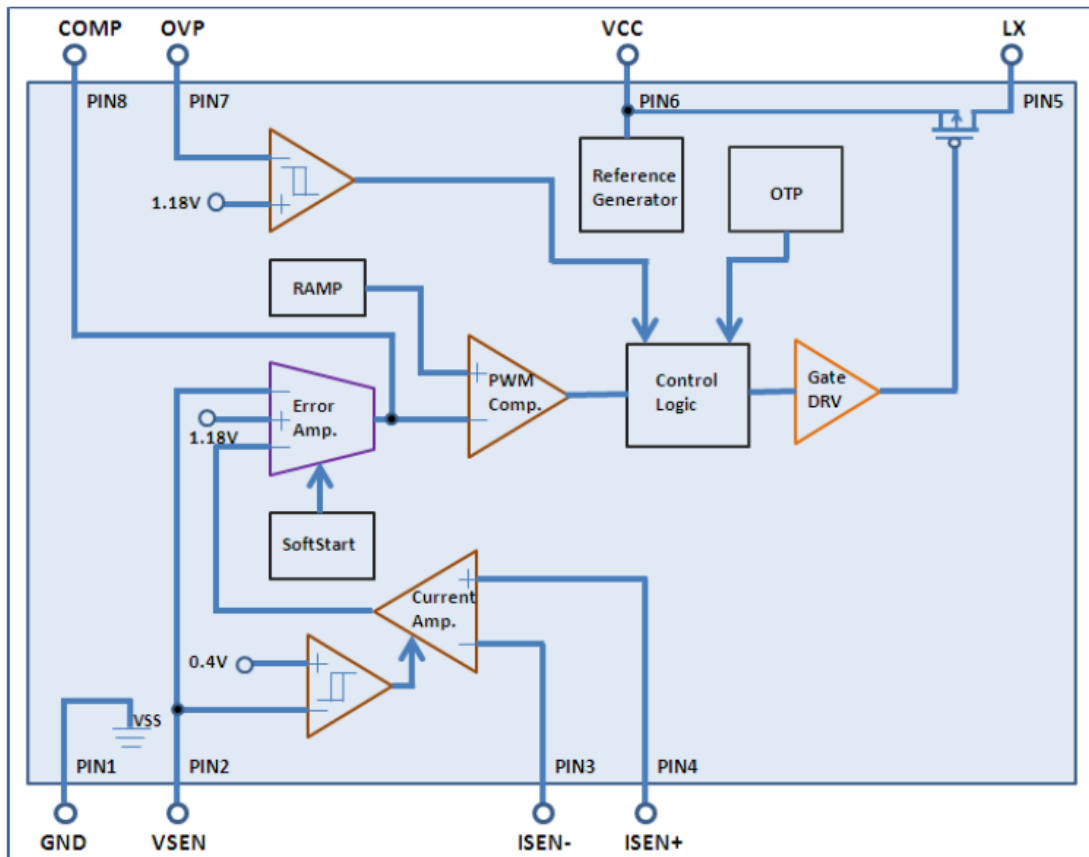 COMP
OVP
VCC
LX
PIN8
PIN7
PIN6
PIN5
1.18V
Reference
Generator
OTP
RAMP
PWM
Comp.
Control
Logic
Gate
DRV
Error
Amp.
1.18V
SoftStart
Current
Amp.
0.4V
VSS
PIN1
PIN2
PIN3
PIN4
GND
VSEN
ISEN-
ISEN+